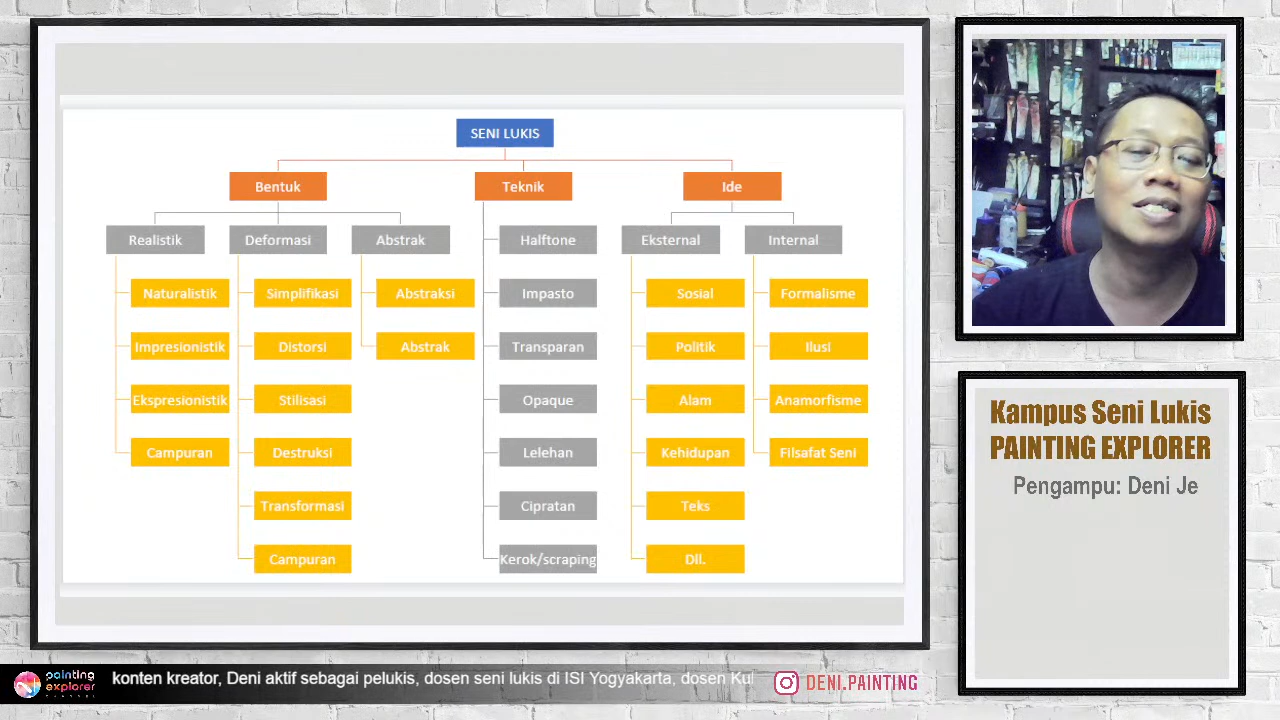 SENI LUKIS
Bentuk
Teknik
Ide
Realistik
Deformasi
Abstrak
Halftone
Eksternal
Internal
Naturalistik
Simplifikasi
Abstraksi
Impasto
Sosial
Formalisme
Impresionistik
Distorsi
Abstrak
Transparan
Politik
Ilusi
Ekspresionistik
Stilisasi
Opaque
Alam
Anamorfisme
Campuran
Destruksi
Lelehan
Kehidupan
Filsafat Seni
Transformasi
Cipratan
Teks
Campuran
Kerok/scraping
Dll.
Kampus Seni Lukis
PAINTING EXPLORER
Pengampu: Deni Je
painting
explorer
CHANNEL
konten kreator, Deni aktif sebagai pelukis, dosen seni lukis di ISI Yogyakarta, dosen Ku
DENI.PAINTING